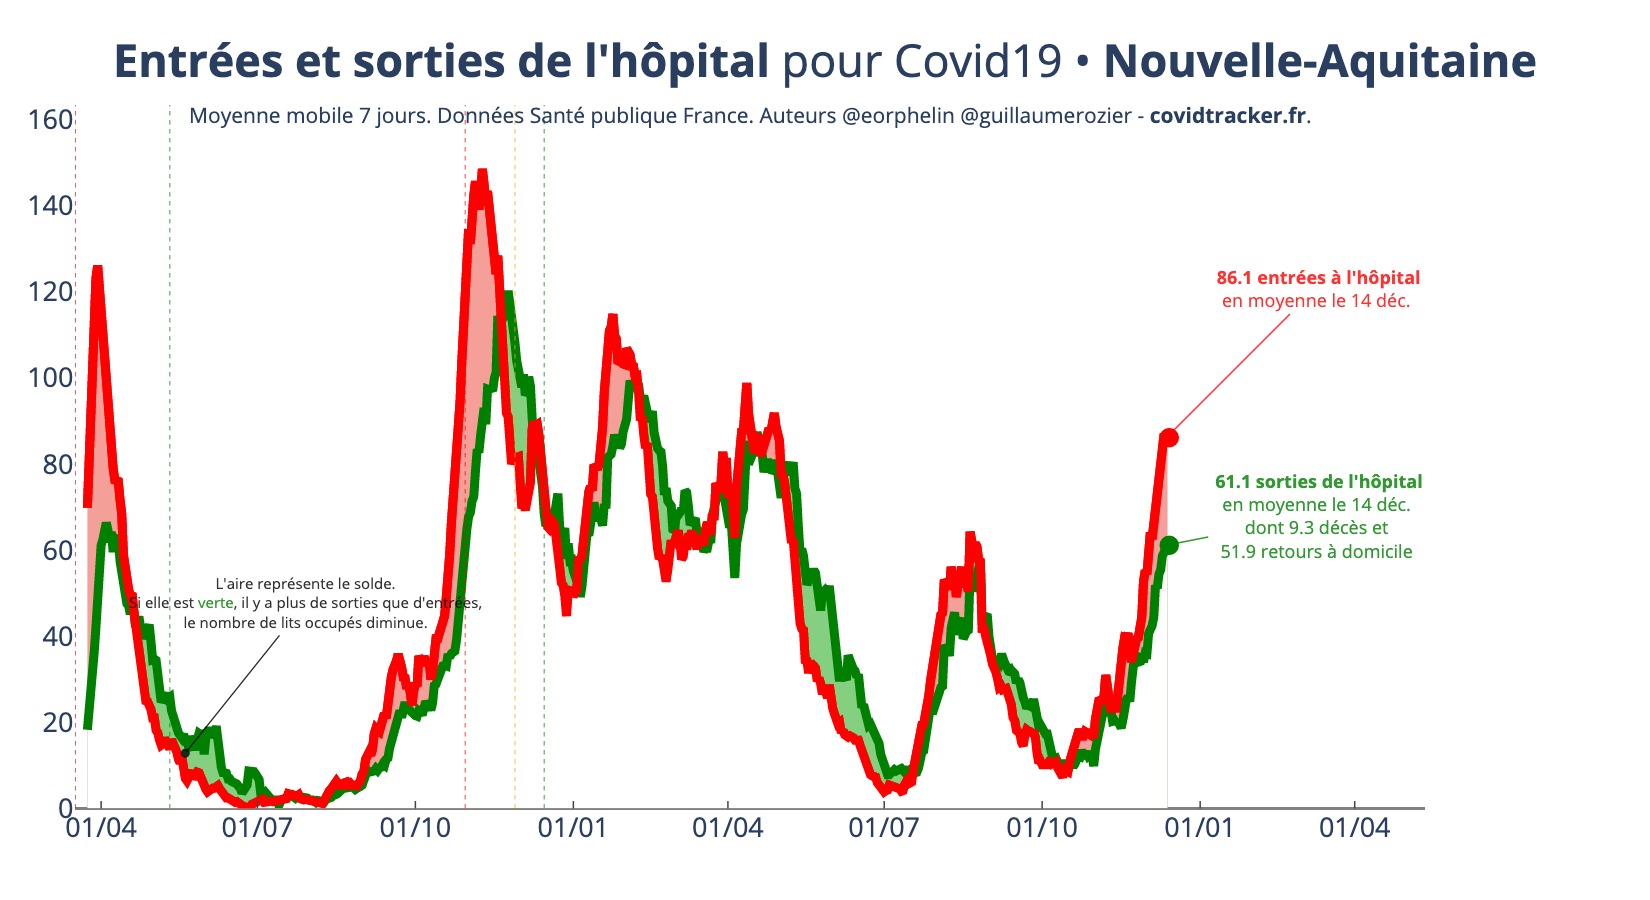 Entrées et sorties de l'hôpital pour Covid19 • Nouvelle-Aquitaine
Moyenne mobile 7 jours. Données Santé publique France. Auteurs @eorphelin @guillaumerozier - covidtracker.fr.
160
140
120
100
80
60
40
20
0
86.1 entrées à l'hôpital
en moyenne le 14 déc.
61.1 sorties de l'hôpital
en moyenne le 14 déc.
dont 9.3 décès et
51.9 retours à domicile
L'aire représente le solde.
Si elle est verte, il y a plus de sorties que d'entrées,
le nombre de lits occupés diminue.
01/04 01/07 01/10 01/01 01/04 01/07 01/10 01/01 01/04